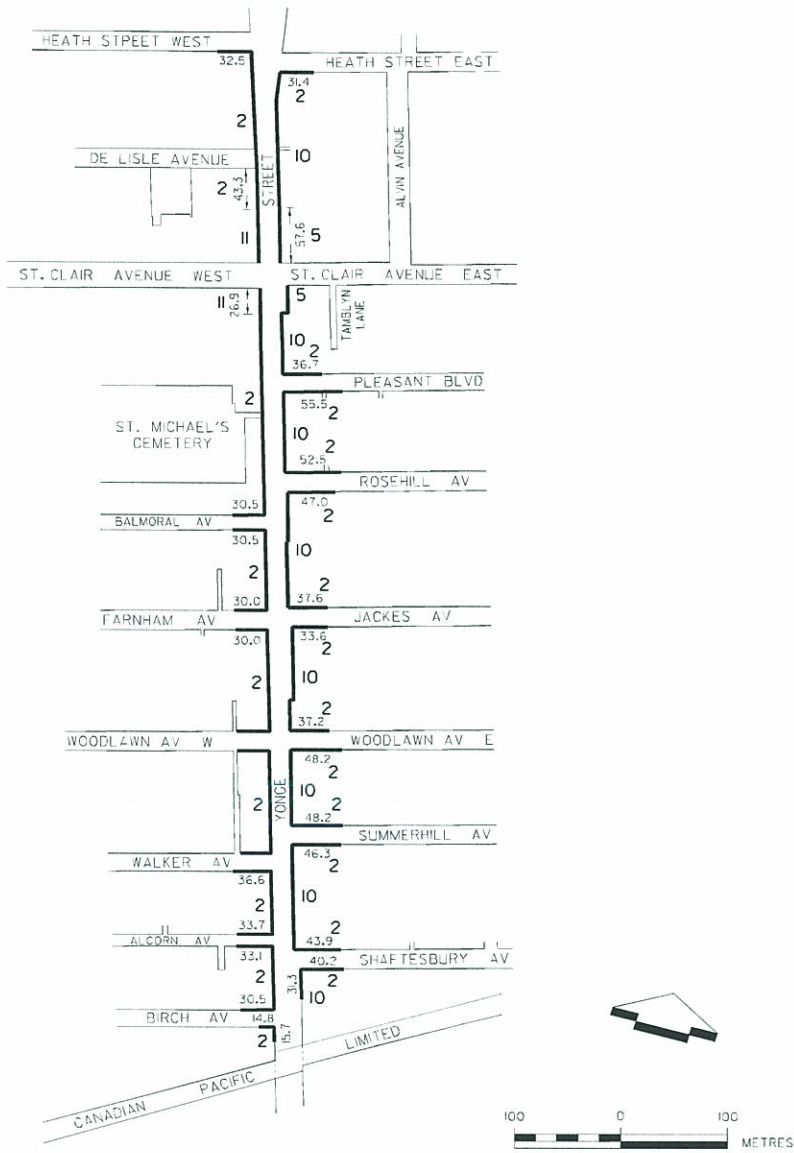 HEATH STREET WEST
32.5
HEATH STREET EAST
31.4
2
2
10
DE LISLE AVENUE
STREET
ALVIN AVENUE
2
43.3
57.6
11
5
ST. CLAIR AVENUE WEST
ST. CLAIR AVENUE EAST
11
26.9
5
TAMBLYN
LANE
10
2
36.7
PLEASANT BLVD
2
55.5
2
ST. MICHAEL'S
CEMETERY
10
2
52.5
ROSEHILL AV
30.5
47.0
2
BALMORAL AV
30.5
10
2
2
30.0
37.6
FARNHAM AV
JACKES AV
30.0
33.6
2
2
10
2
37.2
WOODLAWN AV W
WOODLAWN AV E
48.2
2
YONGE
10
2
2
48.2
SUMMERHILL AV
46.3
WALKER AV
2
36.6
10
2
33.7
2
43.9
ALCORN AV
33.1
40.2
SHAFTESBURY AV
2
31.3
2
10
30.5
BIRCH AV
14.8
15.7
2
CANADIAN PACIFIC LIMITED
100 0 100
METRES